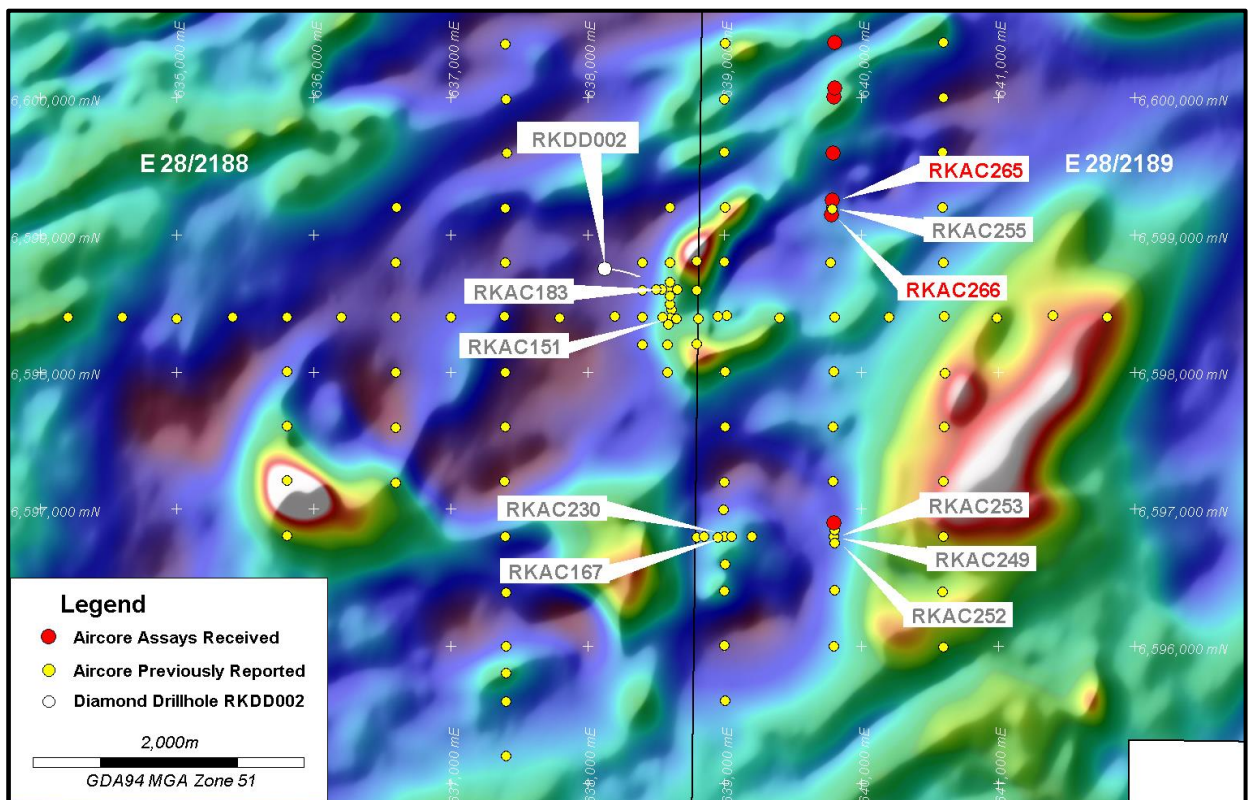 635,000 mE
636,000 mE
637,000 mE
638,000 mE
639,000 mE
640,000 mE
641,000 mE
6,600,000 mN
6,600,000 mN
RKDD002
E 28/2188
E 28/2189
RKAC265
RKAC255
6,599,000 mN
6,599,000 mN
RKAC183
RKAC266
RKAC151
6,598,000 mN
6,598,000 mN
RKAC230
RKAC253
6,597,000 mN
6,597,000 mN
RKAC167
RKAC249
RKAC252
6,596,000 mN
Legend
Aircore Assays Received
Aircore Previously Reported
Diamond Drillhole RKDD002
2,000m
GDA94 MGA Zone 51
637,000 mE
638,000 mE
639,000 mE
640,000 mE
641,000 mE